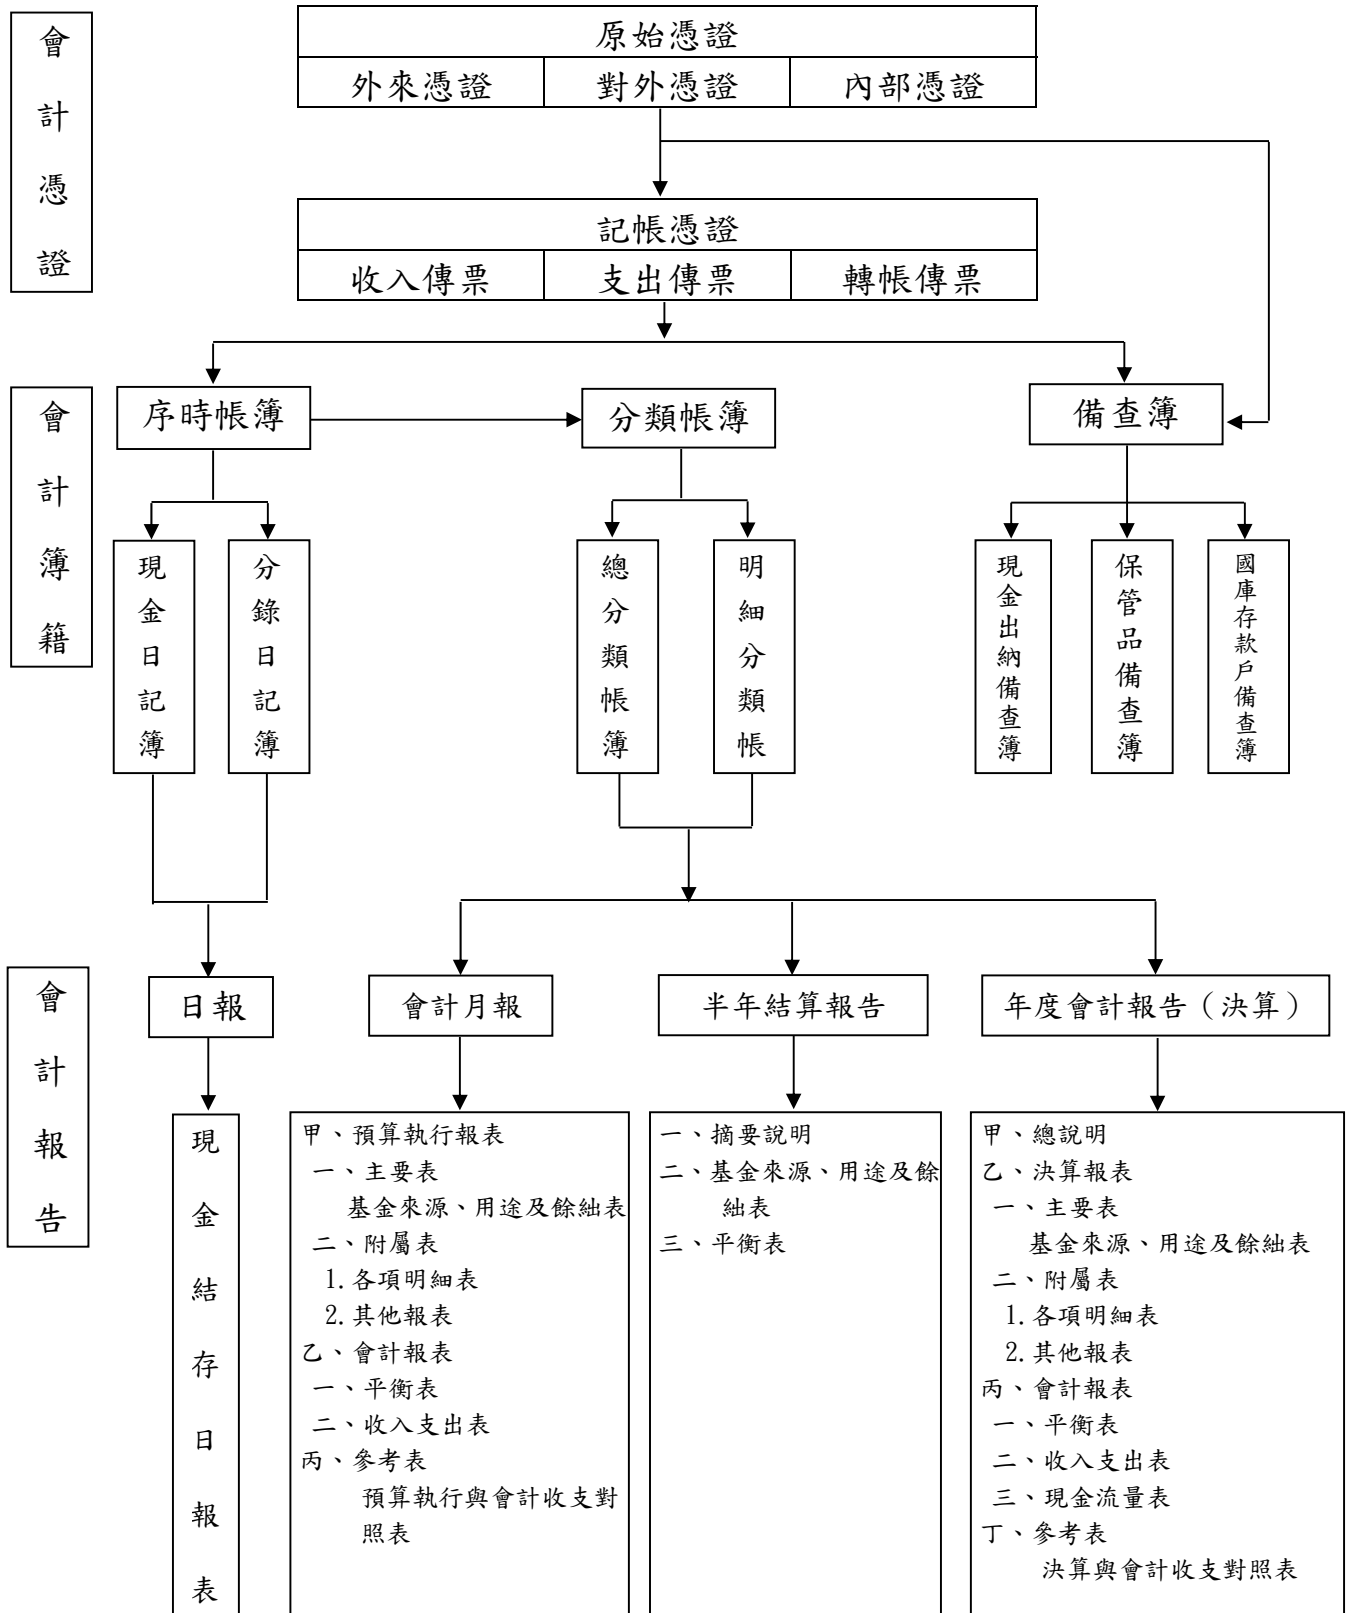 會計憑證
原始憑證
外來憑證 對外憑證 內部憑證
記帳憑證
收入傳票 支出傳票 轉帳傳票
會計簿籍
序時帳簿
分類帳簿
備查簿
現金日記簿
分錄日記簿
總分類帳簿
明細分類帳
現金出納備查簿
保管品備查簿
國庫存款戶備查簿
會計報告
日報
會計月報
半年結算報告
年度會計報告（決算）
現金結存日報表
甲、預算執行報表
一、主要表
基金來源、用途及餘絀表
二、附屬表
1.各項明細表
2.其他報表
乙、會計報表
一、平衡表
二、收入支出表
丙、參考表
預算執行與會計收支對
照表
一、摘要說明
二、基金來源、用途及餘
絀表
三、平衡表
甲、總說明
乙、決算報表
一、主要表
基金來源、用途及餘絀表
二、附屬表
1.各項明細表
2.其他報表
丙、會計報表
一、平衡表
二、收入支出表
三、現金流量表
丁、參考表
決算與會計收支對照表